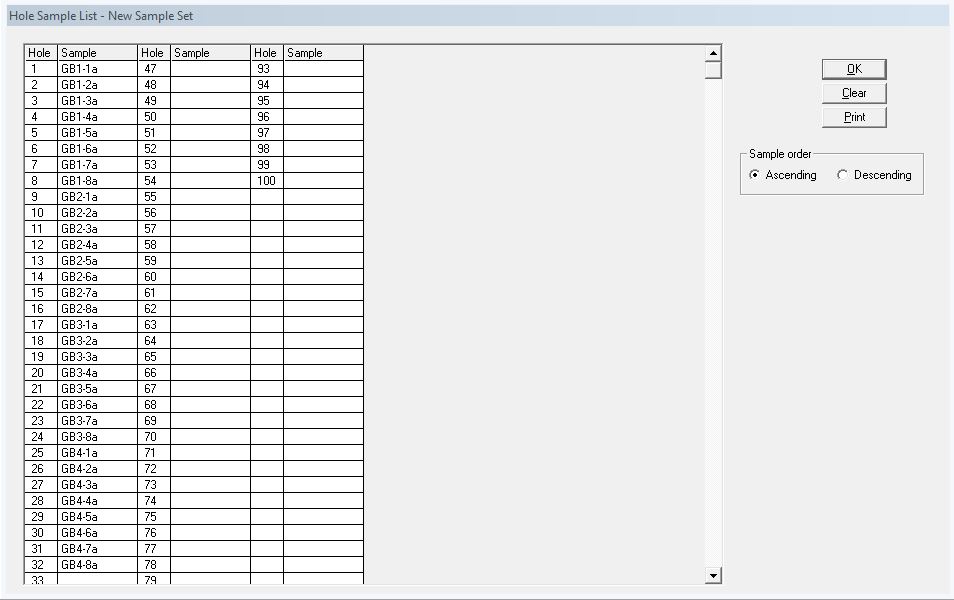 Hole Sample List - New Sample Set
Hole Sample Hole Sample Hole Sample
1 GB1-1a 47 93
2 GB1-2a 48 94
3 GB1-3a 49 95
4 GB1-4a 50 96
5 GB1-5a 51 97
6 GB1-6a 52 98
7 GB1-7a 53 99
8 GB1-8a 54 100
9 GB2-1a 55
10 GB2-2a 56
11 GB2-3a 57
12 GB2-4a 58
13 GB2-5a 59
14 GB2-6a 60
15 GB2-7a 61
16 GB2-8a 62
17 GB3-1a 63
18 GB3-2a 64
19 GB3-3a 65
20 GB3-4a 66
21 GB3-5a 67
22 GB3-6a 68
23 GB3-7a 69
24 GB3-8a 70
25 GB4-1a 71
26 GB4-2a 72
27 GB4-3a 73
28 GB4-4a 74
29 GB4-5a 75
30 GB4-6a 76
31 GB4-7a 77
32 GB4-8a 78
33 79
OK
Clear
Print
Sample order
Ascending Descending